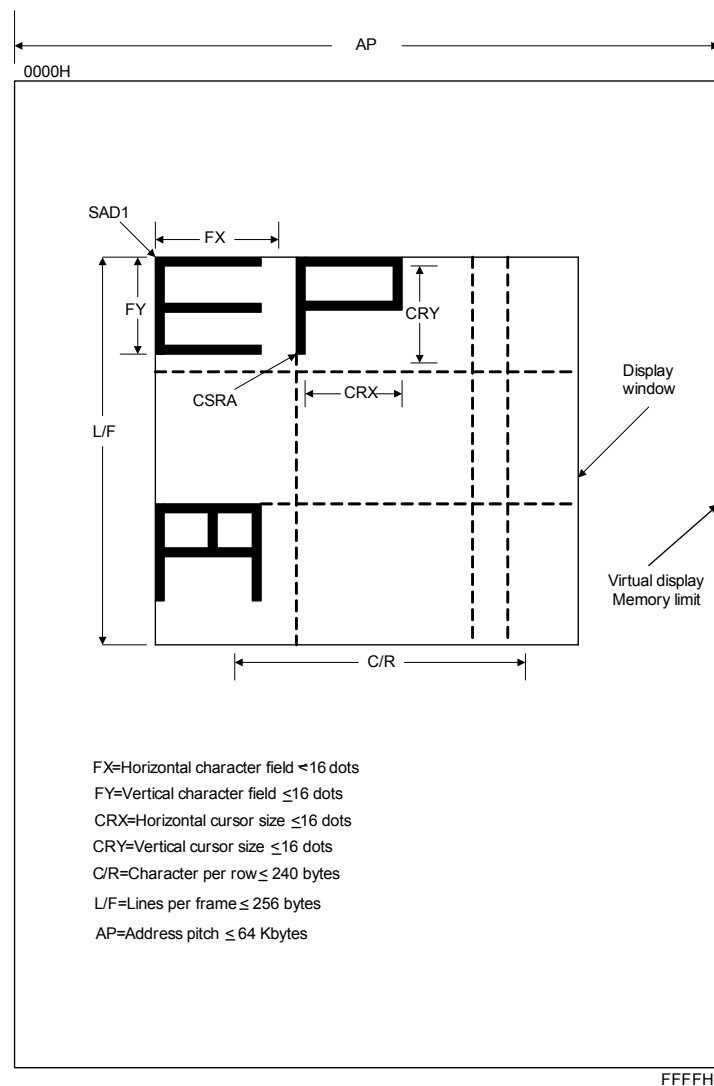 AP
0000H
SAD1
FX
FY
CRY
CSRA
CRX
Display
window
L/F
Virtual display
Memory limit
C/R
FX=Horizontal character field <16 dots
FY=Vertical character field ≤16 dots
CRX=Horizontal cursor size ≤16 dots
CRY=Vertical cursor size ≤16 dots
C/R=Character per row ≤ 240 bytes
L/F=Lines per frame ≤ 256 bytes
AP=Address pitch ≤ 64 Kbytes
FFFFH